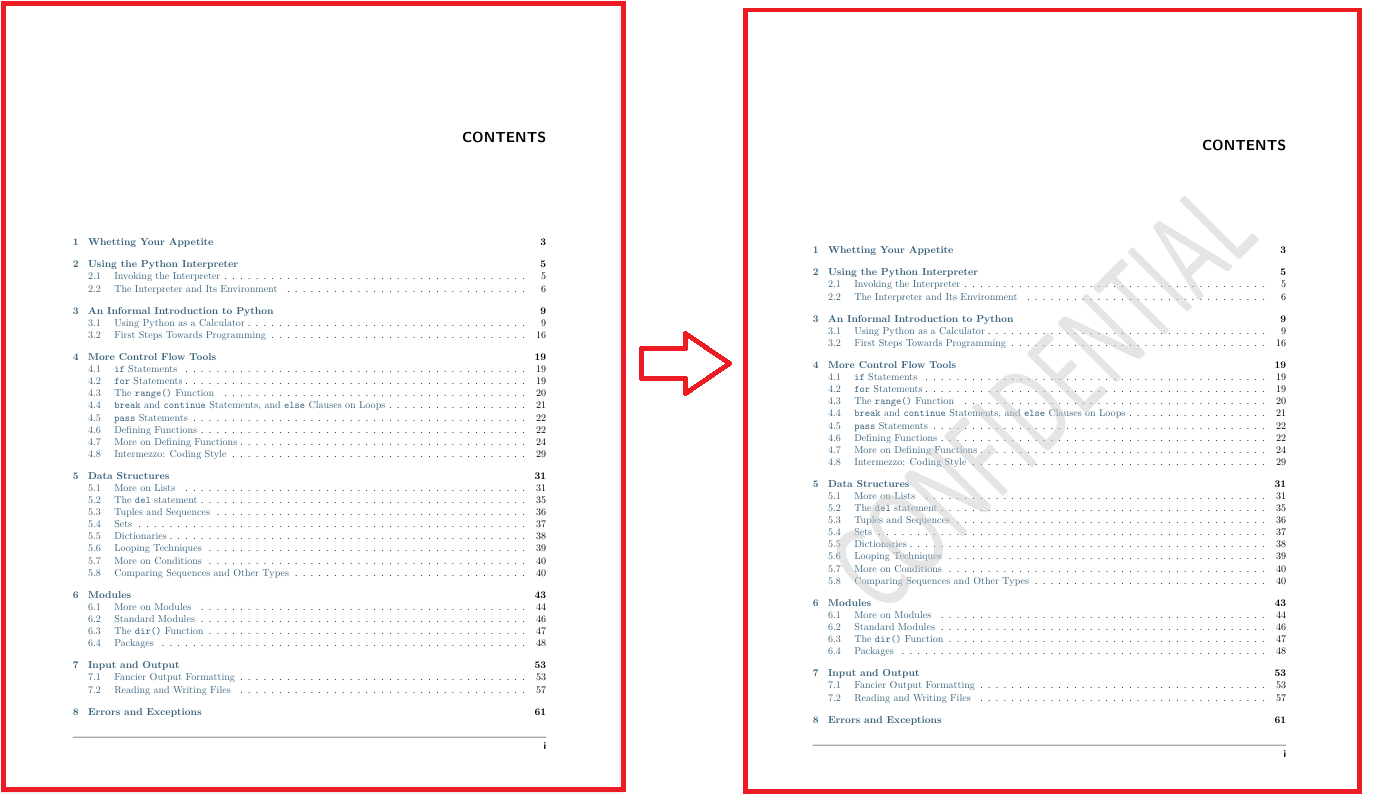 CONTENTS
1 Whetting Your Appetite 3
2 Using the Python Interpreter 5
2.1 Invoking the Interpreter . . . . . . . . . . 5
2.2 The Interpreter and Its Environment . . . . . . . . . . 6
3 An Informal Introduction to Python 9
3.1 Using Python as a Calculator . . . . . . . . . . 9
3.2 First Steps Towards Programming . . . . . . . . . . 16
4 More Control Flow Tools 19
4.1 if Statements . . . . . . . . . . 19
4.2 for Statements . . . . . . . . . . 19
4.3 The range() Function . . . . . . . . . . 20
4.4 break and continue Statements, and else Clauses on Loops . . . . . . . . . . 21
4.5 pass Statements . . . . . . . . . . 22
4.6 Defining Functions . . . . . . . . . . 22
4.7 More on Defining Functions . . . . . . . . . . 24
4.8 Intermezzo: Coding Style . . . . . . . . . . 29
5 Data Structures 31
5.1 More on Lists . . . . . . . . . . 31
5.2 The del statement . . . . . . . . . . 35
5.3 Tuples and Sequences . . . . . . . . . . 36
5.4 Sets . . . . . . . . . . 37
5.5 Dictionaries . . . . . . . . . . 38
5.6 Looping Techniques . . . . . . . . . . 39
5.7 More on Conditions . . . . . . . . . . 40
5.8 Comparing Sequences and Other Types . . . . . . . . . . 40
6 Modules 43
6.1 More on Modules . . . . . . . . . . 44
6.2 Standard Modules . . . . . . . . . . 46
6.3 The dir() Function . . . . . . . . . . 47
6.4 Packages . . . . . . . . . . 48
7 Input and Output 53
7.1 Fancier Output Formatting . . . . . . . . . . 53
7.2 Reading and Writing Files . . . . . . . . . . 57
8 Errors and Exceptions 61
i
CONTENTS
1 Whetting Your Appetite 3
2 Using the Python Interpreter 5
2.1 Invoking the Interpreter . . . . . . . . . . 5
2.2 The Interpreter and Its Environment . . . . . . . . . . 6
3 An Informal Introduction to Python 9
3.1 Using Python as a Calculator . . . . . . . . . . 9
3.2 First Steps Towards Programming . . . . . . . . . . 16
4 More Control Flow Tools 19
4.1 if Statements . . . . . . . . . . 19
4.2 for Statements . . . . . . . . . . 19
4.3 The range() Function . . . . . . . . . . 20
4.4 break and continue Statements, and else Clauses on Loops . . . . . . . . . . 21
4.5 pass Statements . . . . . . . . . . 22
4.6 Defining Functions . . . . . . . . . . 22
4.7 More on Defining Functions . . . . . . . . . . 24
4.8 Intermezzo: Coding Style . . . . . . . . . . 29
5 Data Structures 31
5.1 More on Lists . . . . . . . . . . 31
5.2 The del statement . . . . . . . . . . 35
5.3 Tuples and Sequences . . . . . . . . . . 36
5.4 Sets . . . . . . . . . . 37
5.5 Dictionaries . . . . . . . . . . 38
5.6 Looping Techniques . . . . . . . . . . 39
5.7 More on Conditions . . . . . . . . . . 40
5.8 Comparing Sequences and Other Types . . . . . . . . . . 40
6 Modules 43
6.1 More on Modules . . . . . . . . . . 44
6.2 Standard Modules . . . . . . . . . . 46
6.3 The dir() Function . . . . . . . . . . 47
6.4 Packages . . . . . . . . . . 48
7 Input and Output 53
7.1 Fancier Output Formatting . . . . . . . . . . 53
7.2 Reading and Writing Files . . . . . . . . . . 57
8 Errors and Exceptions 61
i
CONFIDENTIAL